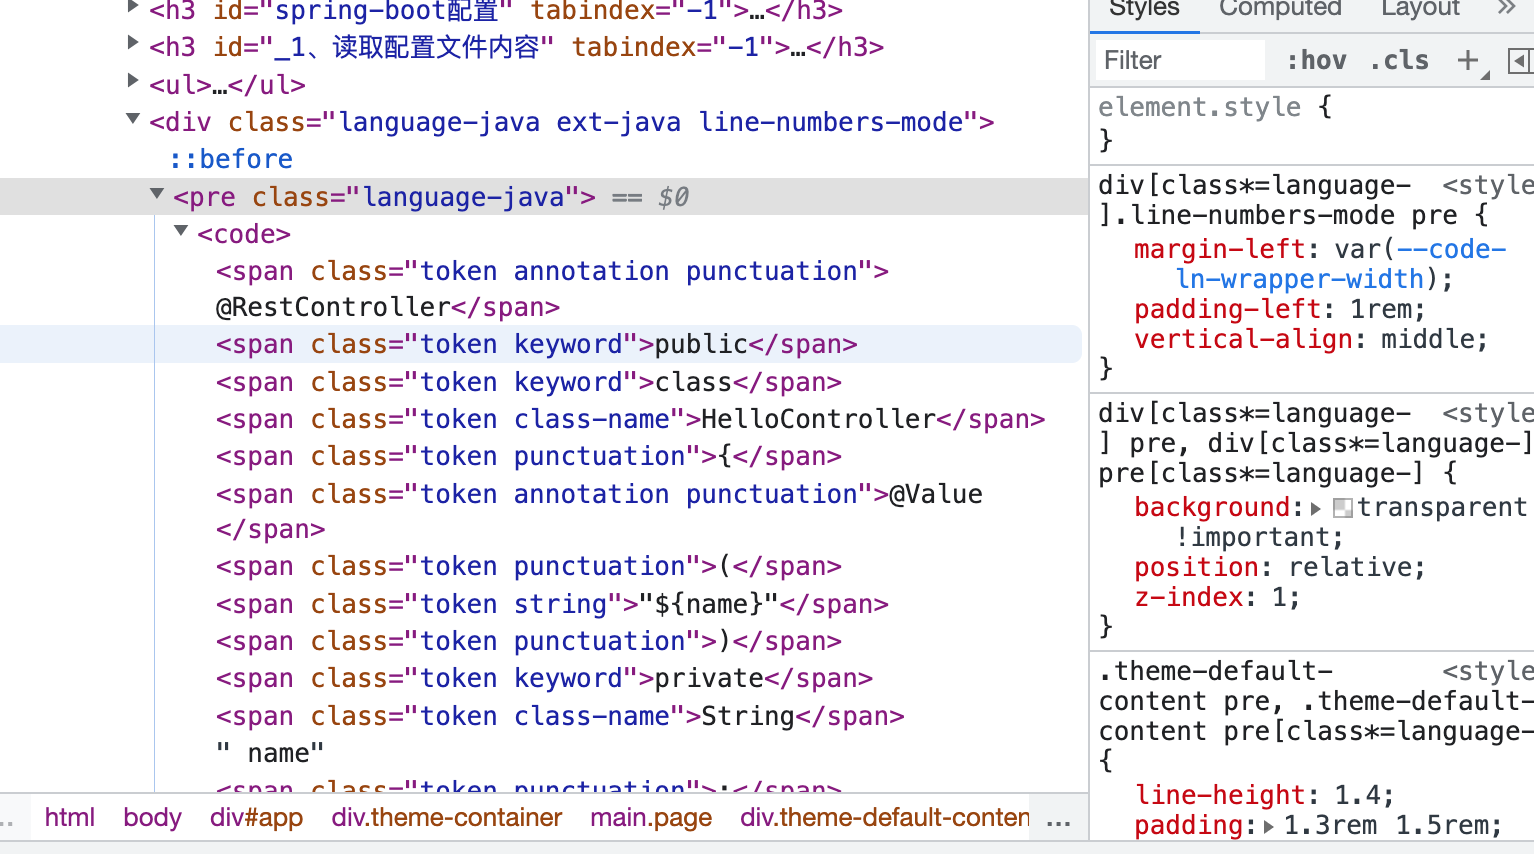 <h3 id="spring-boot配置" tabindex="-1">…</h3>
<h3 id="_1、读取配置文件内容" tabindex="-1">…</h3>
<ul>…</ul>
<div class="language-java ext-java line-numbers-mode">
::before
<pre class="language-java"> == $0
<code>
<span class="token annotation punctuation">
@RestController</span>
<span class="token keyword">public</span>
<span class="token keyword">class</span>
<span class="token class-name">HelloController</span>
<span class="token punctuation">{</span>
<span class="token annotation punctuation">@Value
</span>
<span class="token punctuation">(</span>
<span class="token string">"${name}"</span>
<span class="token punctuation">)</span>
<span class="token keyword">private</span>
<span class="token class-name">String</span>
" name"
<span class="token punctuation">;</span>
… html body div#app div.theme-container main.page div.theme-default-conten …
Styles Computed Layout »
Filter :hov .cls +
element.style {
}
div[class*=language- <style
].line-numbers-mode pre {
margin-left: var(--code-
ln-wrapper-width);
padding-left: 1rem;
vertical-align: middle;
}
div[class*=language- <style
] pre, div[class*=language-]
pre[class*=language-] {
background: transparent
!important;
position: relative;
z-index: 1;
}
.theme-default- <style
content pre, .theme-default-
content pre[class*=language-
{
line-height: 1.4;
padding: 1.3rem 1.5rem;